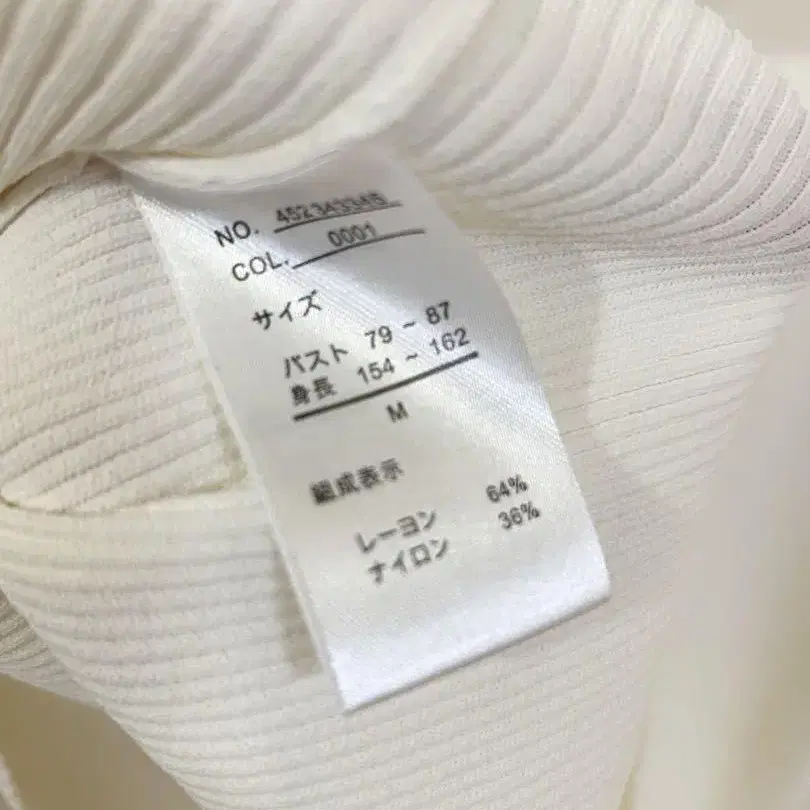 NO. 452343346
COL. 0001
サイズ
バスト 79 ~ 87
身長 154 ~ 162
M
組成表示
レーヨン 64%
ナイロン 36%